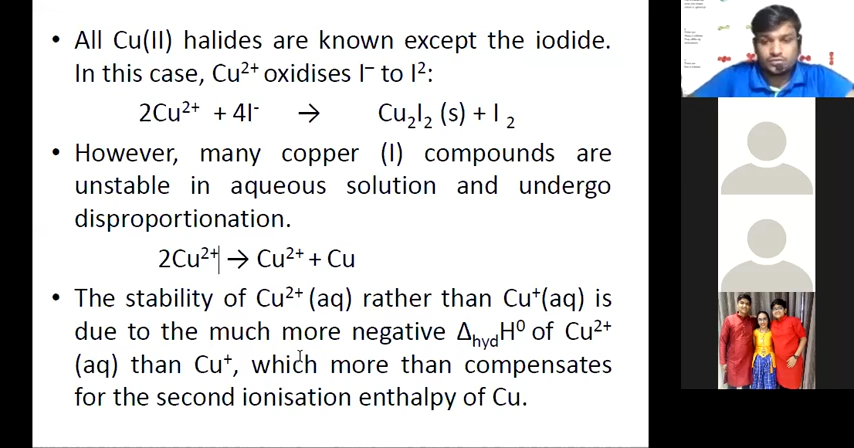 • All Cu(II) halides are known except the iodide.
In this case, Cu²⁺ oxidises I⁻ to I²:
2Cu²⁺ + 4I⁻ → Cu₂I₂ (s) + I ₂
• However, many copper (I) compounds are
unstable in aqueous solution and undergo
disproportionation.
2Cu²⁺ → Cu²⁺ + Cu
• The stability of Cu²⁺ (aq) rather than Cu⁺(aq) is
due to the much more negative ΔhydH⁰ of Cu²⁺
(aq) than Cu⁺, which more than compensates
for the second ionisation enthalpy of Cu.